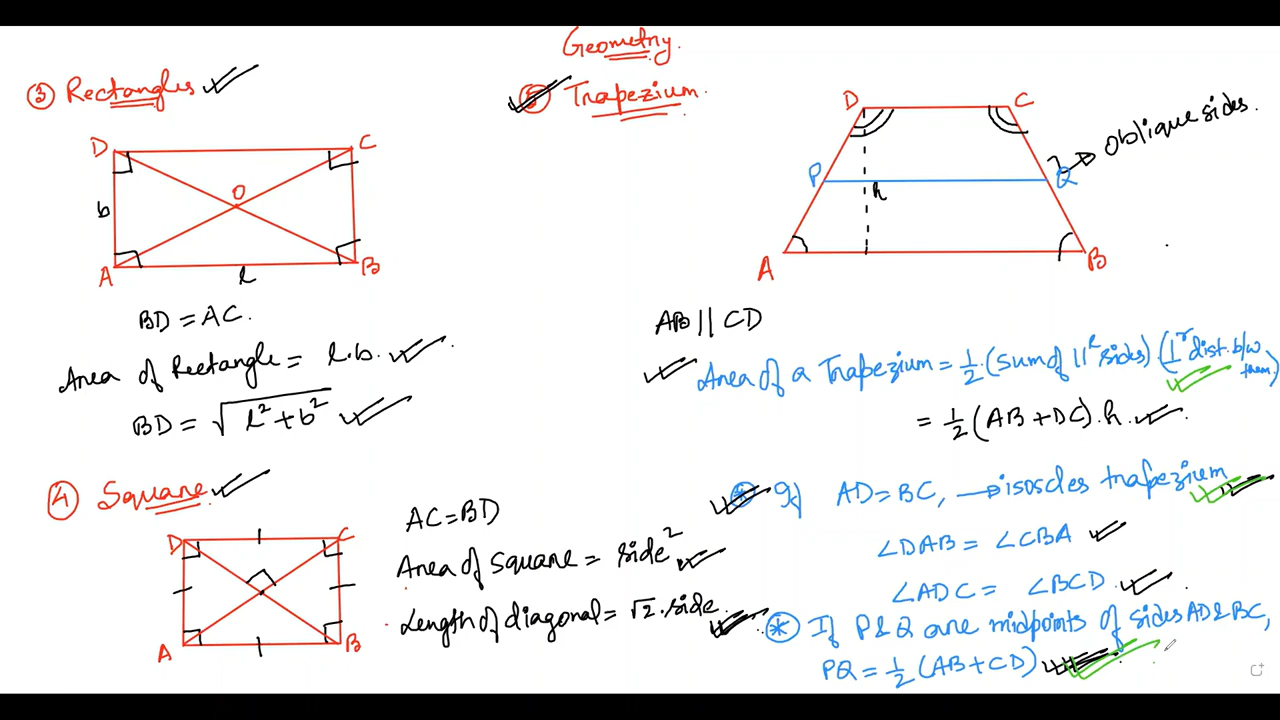 Geometry.
③ Rectangles
D
C
O
b
A
B
l
BD = AC.
Area of Rectangle = l.b.
BD = √(l² + b²)
④ Square
D
C
A
B
AC = BD
Area of square = side²
Length of diagonal = √2. side.
⑤ Trapezium.
D
C
Oblique sides.
P
Q
h
A
B
AB || CD
Area of a Trapezium = 1/2. (sum of ||ˡ sides) (⊥ʳ dist. b/w them)
= 1/2 (AB + DC). h.
* If AD = BC, → isoscles trapezium
∠DAB = ∠CBA
∠ADC = ∠BCD
* If P & Q are midpoints of sides AD & BC,
PQ = 1/2 (AB + CD)